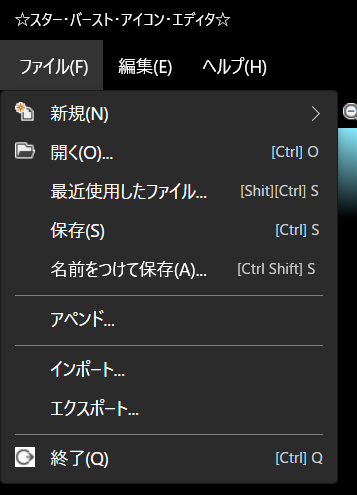 ☆スター・バースト・アイコン・エディタ☆
ファイル(F) 編集(E) ヘルプ(H)
新規(N)
開く(O)... [Ctrl] O
最近使用したファイル... [Shit][Ctrl] S
保存(S) [Ctrl] S
名前をつけて保存(A)... [Ctrl Shift] S
アペンド...
インポート...
エクスポート...
終了(Q) [Ctrl] Q